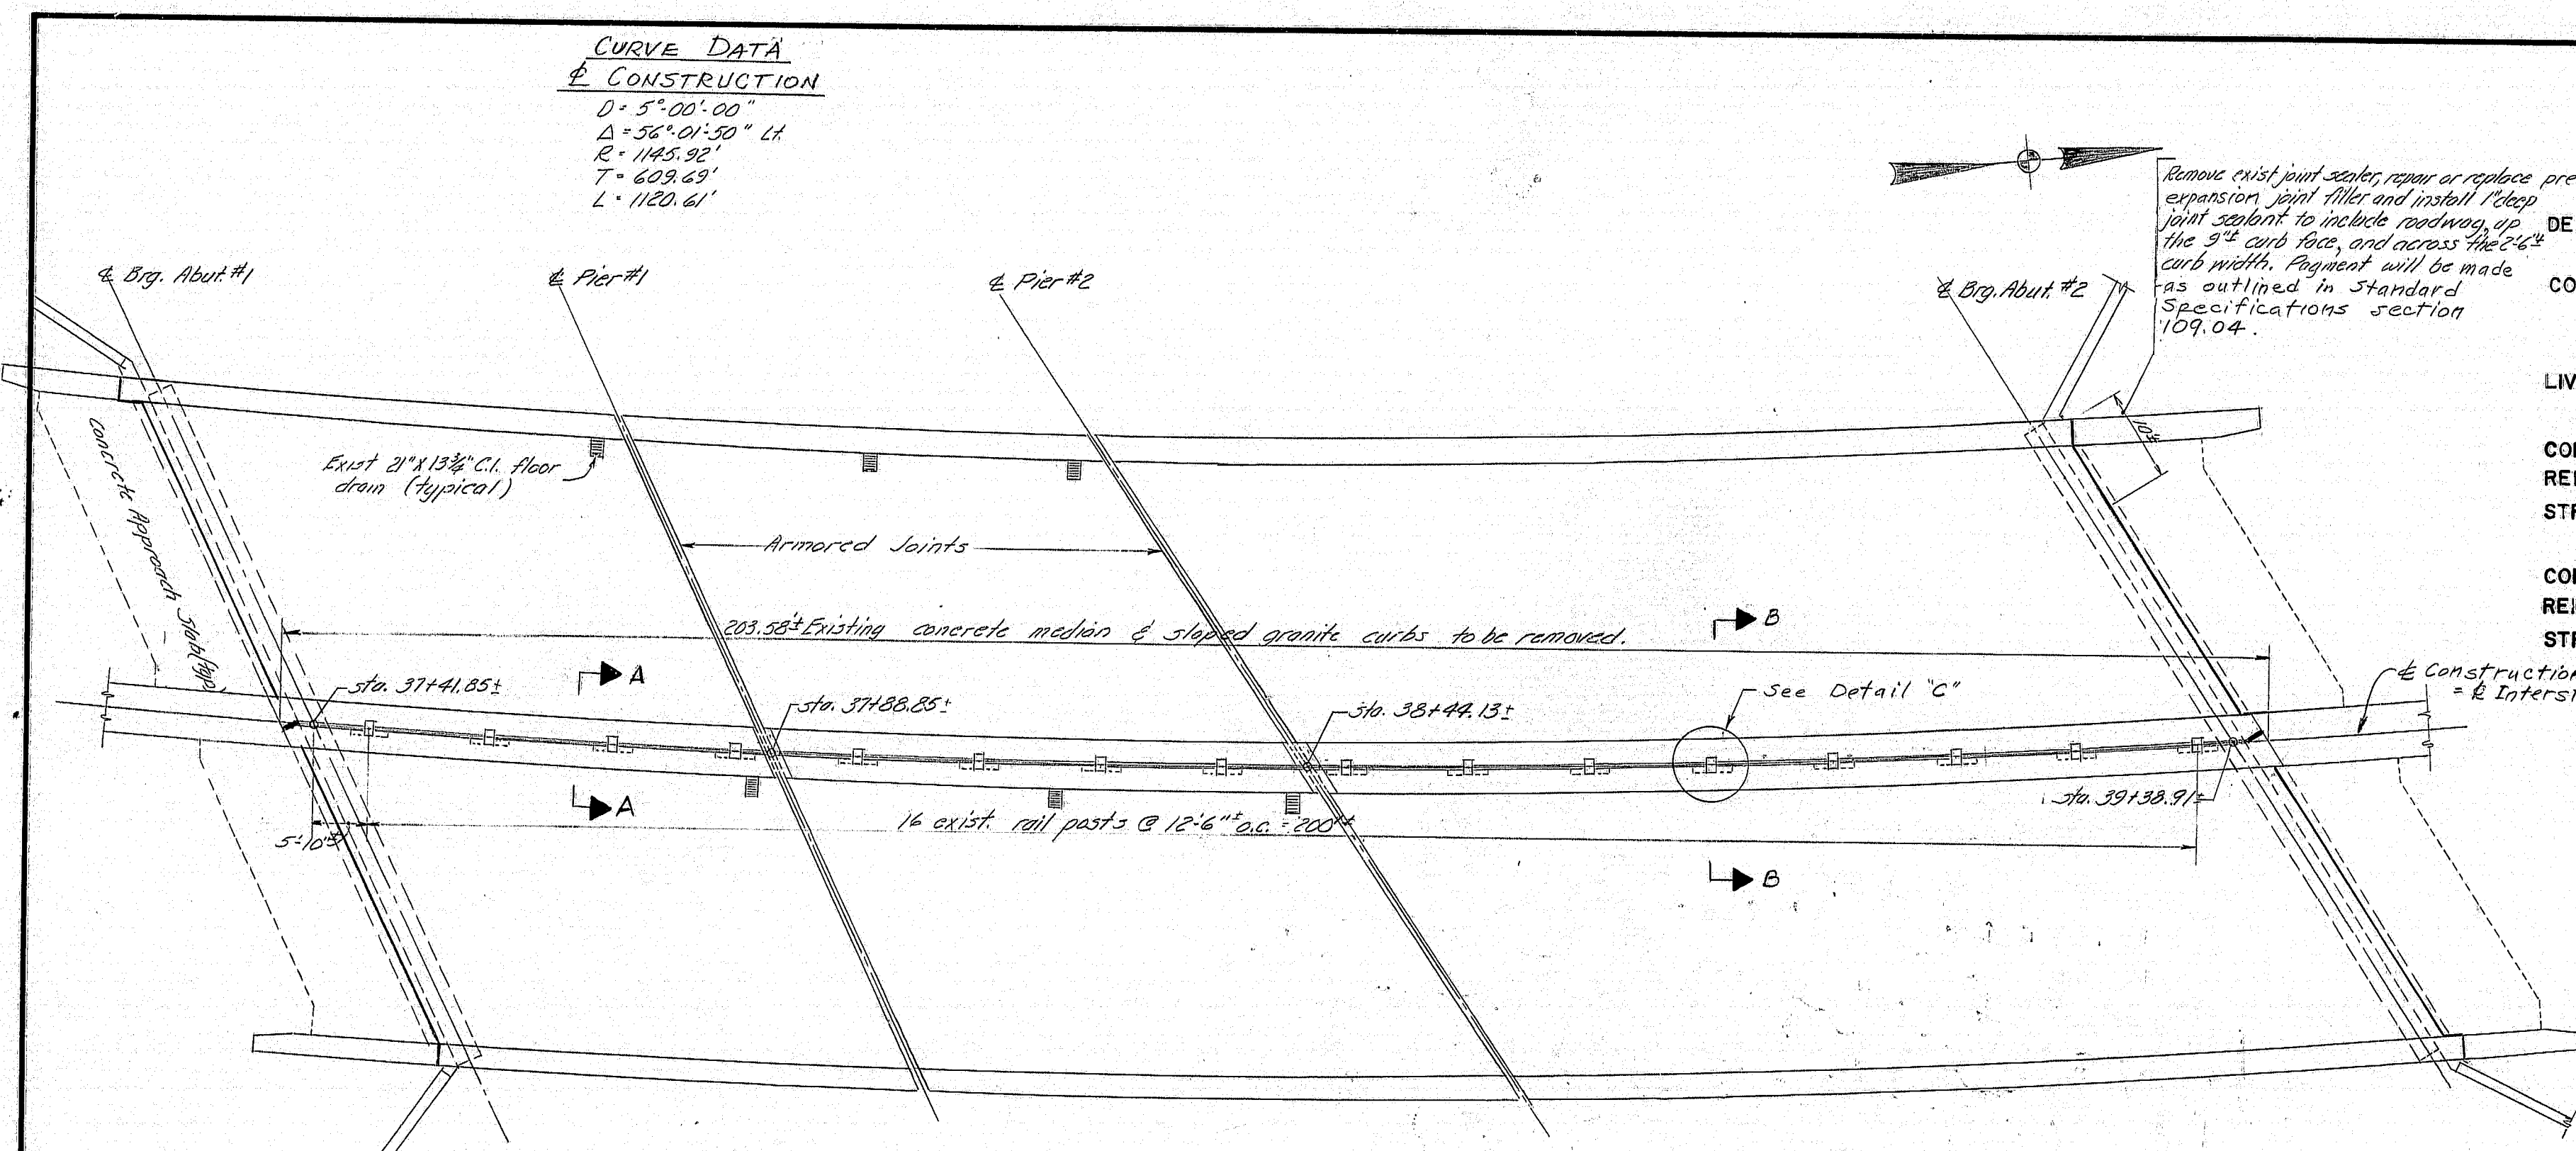 CURVE DATA
℄ CONSTRUCTION
D = 5°-00'-00"
Δ = 56°-01'-50" Lt.
R = 1145.92'
T = 609.69'
L = 1120.61'
Remove exist joint sealer, repair or replace pre
expansion joint filler and install 1" deep
joint sealant to include roadway, up
the 9"± curb face, and across the 2'-6"±
curb width. Payment will be made
as outlined in Standard
Specifications section
109.04.
DE
CO
LIV
CO
RE
STR
CO
REI
STR
℄ Brg. Abut. #1
℄ Pier #1
℄ Pier #2
℄ Brg. Abut. #2
10'±
Exist 21" X 13¾" C.I. floor
drain (typical)
Concrete Approach Slab (typ.)
Armored Joints
203.58'± Existing concrete median & sloped granite curbs to be removed.
B
A
sta. 37+41.85±
sta. 37+88.85±
sta. 38+44.13±
See Detail "C"
℄ Construction
= ℄ Interst
sta. 39+38.91±
A
16 exist. rail posts @ 12'-6"± o.c. = 200'±
5'-10"±
B